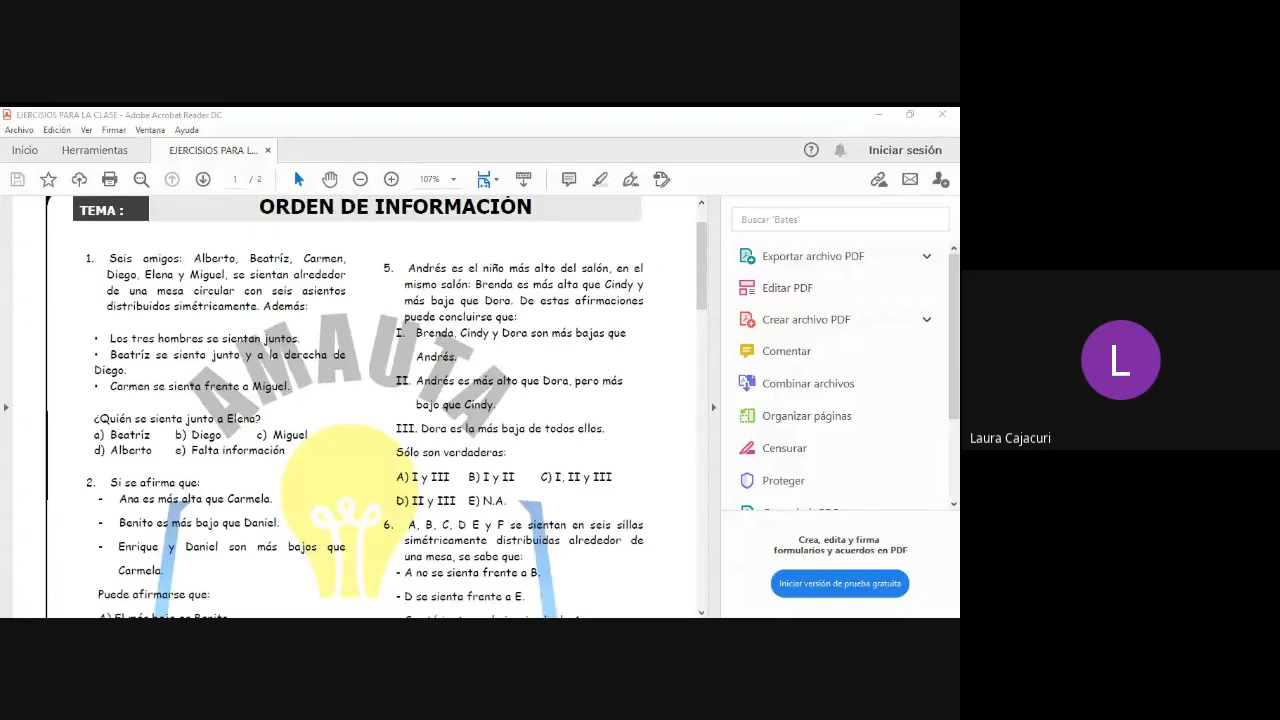 EJERCISIOS PARA LA CLASE - Adobe Acrobat Reader DC
Archivo Edición Ver Firmar Ventana Ayuda
Inicio Herramientas EJERCISIOS PARA L... × Iniciar sesión
1 / 2 107%
TEMA : ORDEN DE INFORMACIÓN
1. Seis amigos: Alberto, Beatríz, Carmen,
Diego, Elena y Miguel, se sientan alrededor
de una mesa circular con seis asientos
distribuidos simétricamente. Además:
• Los tres hombres se sientan juntos.
• Beatríz se sienta junto y a la derecha de
Diego.
• Carmen se sienta frente a Miguel.
¿Quién se sienta junto a Elena?
a) Beatríz b) Diego c) Miguel
d) Alberto e) Falta información
2. Si se afirma que:
- Ana es más alta que Carmela.
- Benito es más bajo que Daniel.
- Enrique y Daniel son más bajos que
Carmela.
Puede afirmarse que:
A) El más bajo es Benito
5. Andrés es el niño más alto del salón, en el
mismo salón: Brenda es más alta que Cindy y
más baja que Dora. De estas afirmaciones
puede concluirse que:
I. Brenda, Cindy y Dora son más bajas que
Andrés.
II. Andrés es más alto que Dora, pero más
bajo que Cindy.
III. Dora es la más baja de todos ellos.
Sólo son verdaderas:
A) I y III B) I y II C) I, II y III
D) II y III E) N.A.
6. A, B, C, D E y F se sientan en seis sillas
simétricamente distribuidas alrededor de
una mesa, se sabe que:
- A no se sienta frente a B.
- D se sienta frente a E.
AMAUTA
Buscar 'Bates'
Exportar archivo PDF
Editar PDF
Crear archivo PDF
Comentar
Combinar archivos
Organizar páginas
Censurar
Proteger
Crea, edita y firma
formularios y acuerdos en PDF
Iniciar versión de prueba gratuita
L
Laura Cajacuri